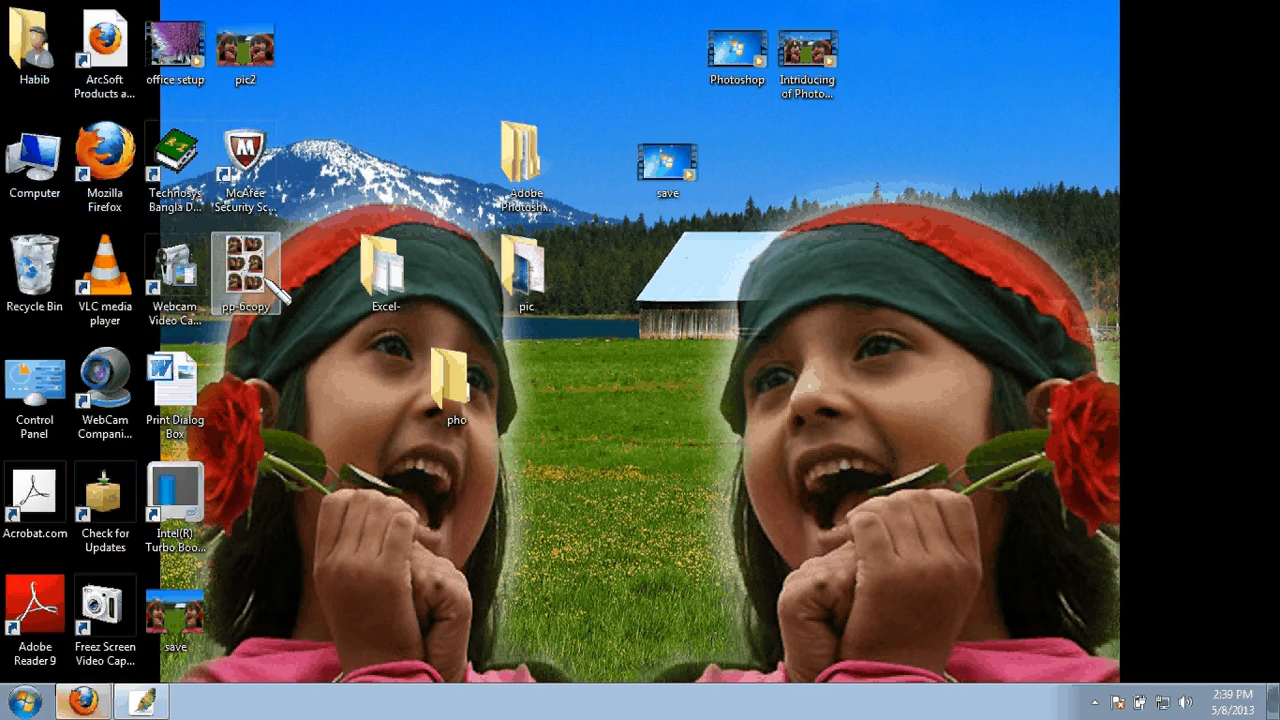 Habib
ArcSoft
Products a...
office setup
pic2
Photoshop
Intriducing
of Photo...
Computer
Mozilla
Firefox
Technosys
Bangla D...
McAfee
Security Sc...
Adobe
Photosh...
save
Recycle Bin
VLC media
player
Webcam
Video Ca...
pp-6copy
Excel-
pic
Control
Panel
WebCam
Compani...
Print Dialog
Box
pho
Acrobat.com
Check for
Updates
Intel(R)
Turbo Boo...
Adobe
Reader 9
Freez Screen
Video Cap...
save
2:39 PM
5/8/2013